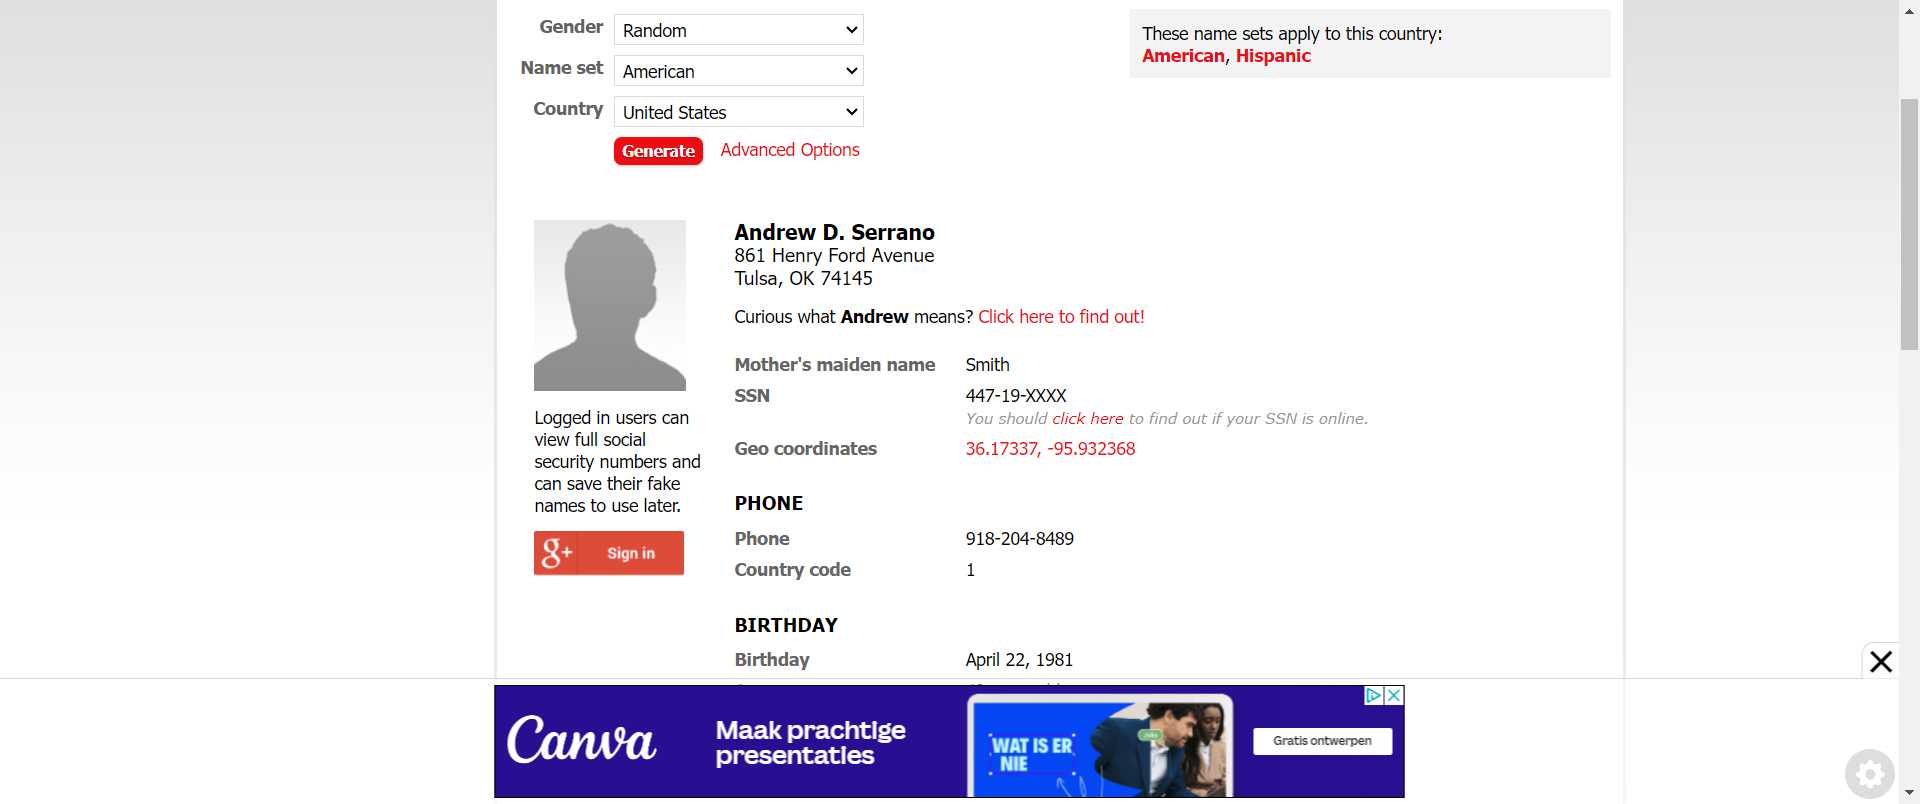 Gender Random
Name set American
Country United States
Generate Advanced Options
These name sets apply to this country:
American, Hispanic
Andrew D. Serrano
861 Henry Ford Avenue
Tulsa, OK 74145
Curious what Andrew means? Click here to find out!
Mother's maiden name Smith
SSN 447-19-XXXX
You should click here to find out if your SSN is online.
Geo coordinates 36.17337, -95.932368
Logged in users can
view full social
security numbers and
can save their fake
names to use later.
g+ Sign in
PHONE
Phone 918-204-8489
Country code 1
BIRTHDAY
Birthday April 22, 1981
Canva
Maak prachtige
presentaties
WAT IS ER
NIE
Gratis ontwerpen